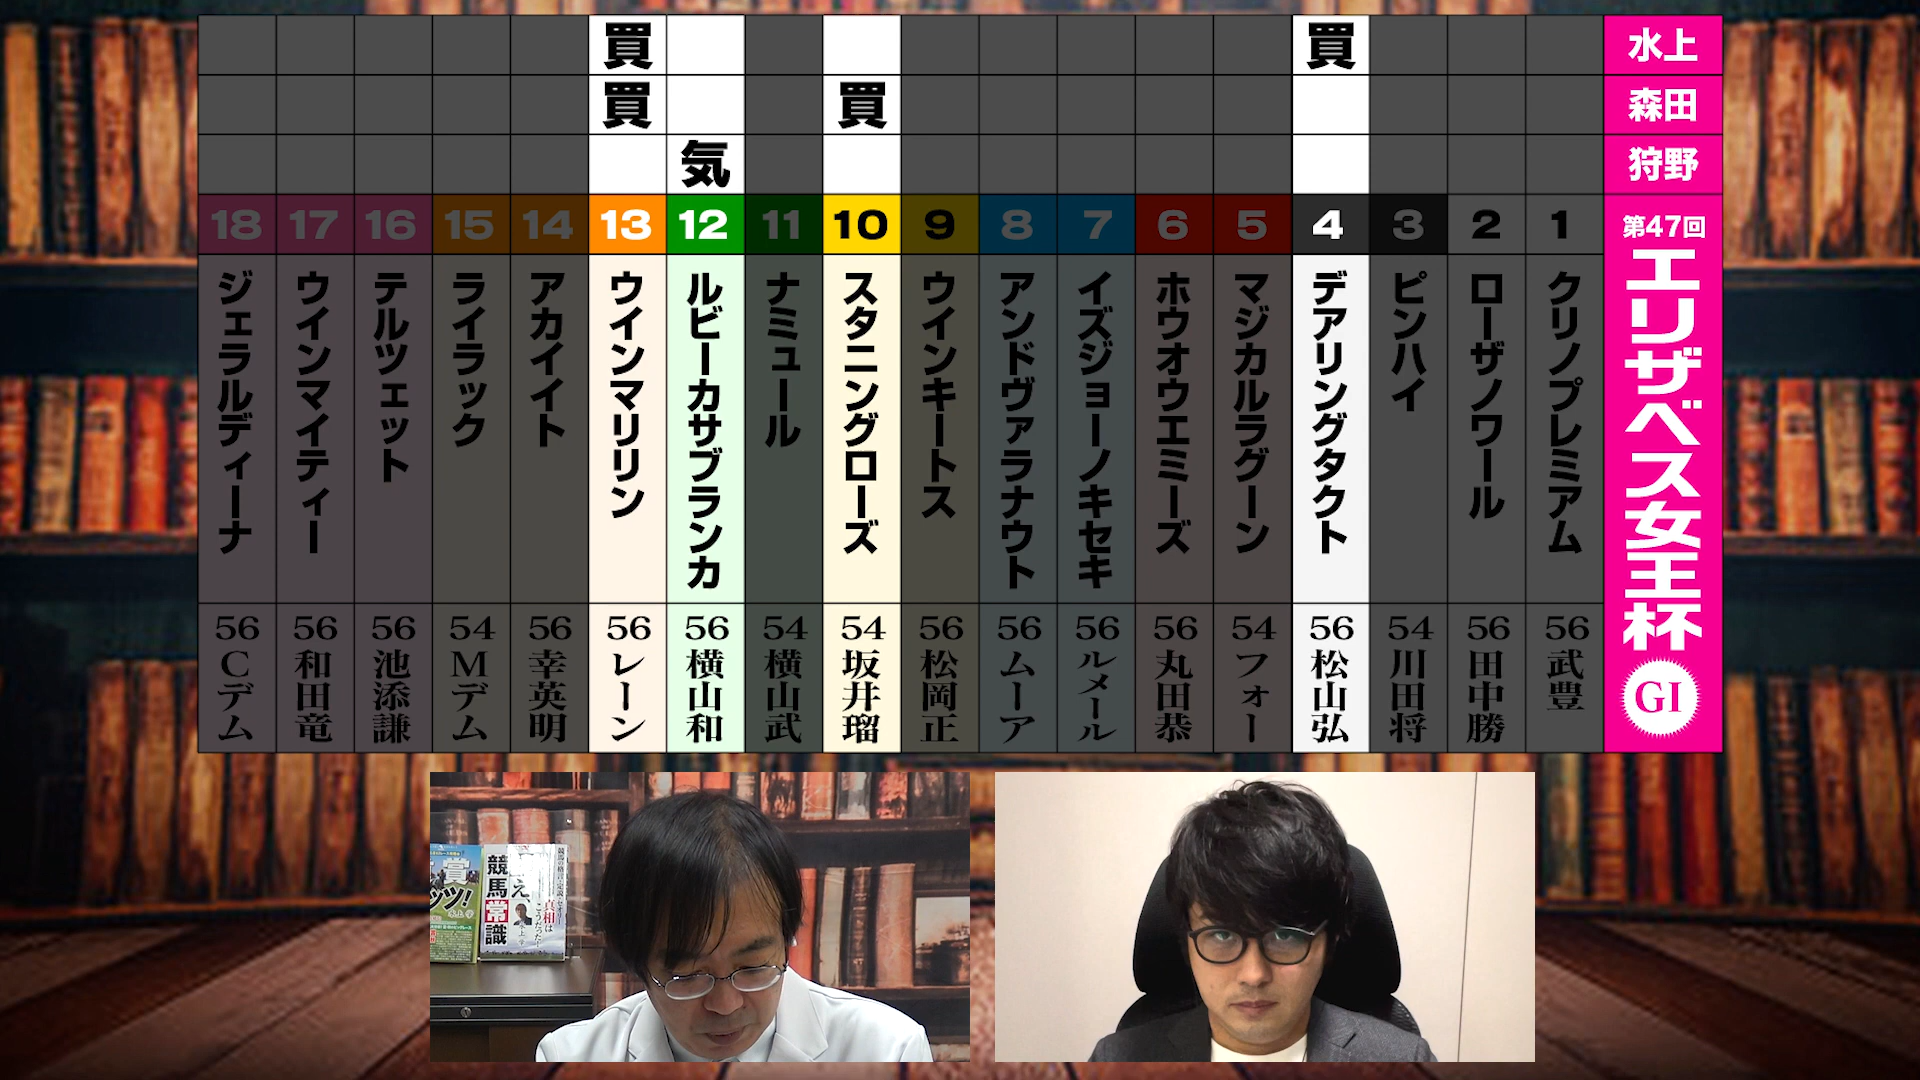 水上
森田
狩野
買
買
買
買
気
第47回
エリザベス女王杯
GI
1
クリノプレミアム
56
武豊
2
ローザノワール
56
田中勝
3
ピンハイ
54
川田将
4
デアリングタクト
56
松山弘
5
マジカルラグーン
54
フォー
6
ホウオウエミーズ
56
丸田恭
7
イズジョーノキセキ
56
ルメール
8
アンドヴァラナウト
56
ムーア
9
ウインキートス
56
松岡正
10
スタニングローズ
54
坂井瑠
11
ナミュール
54
横山武
12
ルビーカサブランカ
56
横山和
13
ウインマリリン
56
レーン
14
アカイイト
56
幸英明
15
ライラック
54
Mデム
16
テルツェット
56
池添謙
17
ウインマイティー
56
和田竜
18
ジェラルディーナ
56
Cデム
競馬常識
真相は
こうだった!
水上学